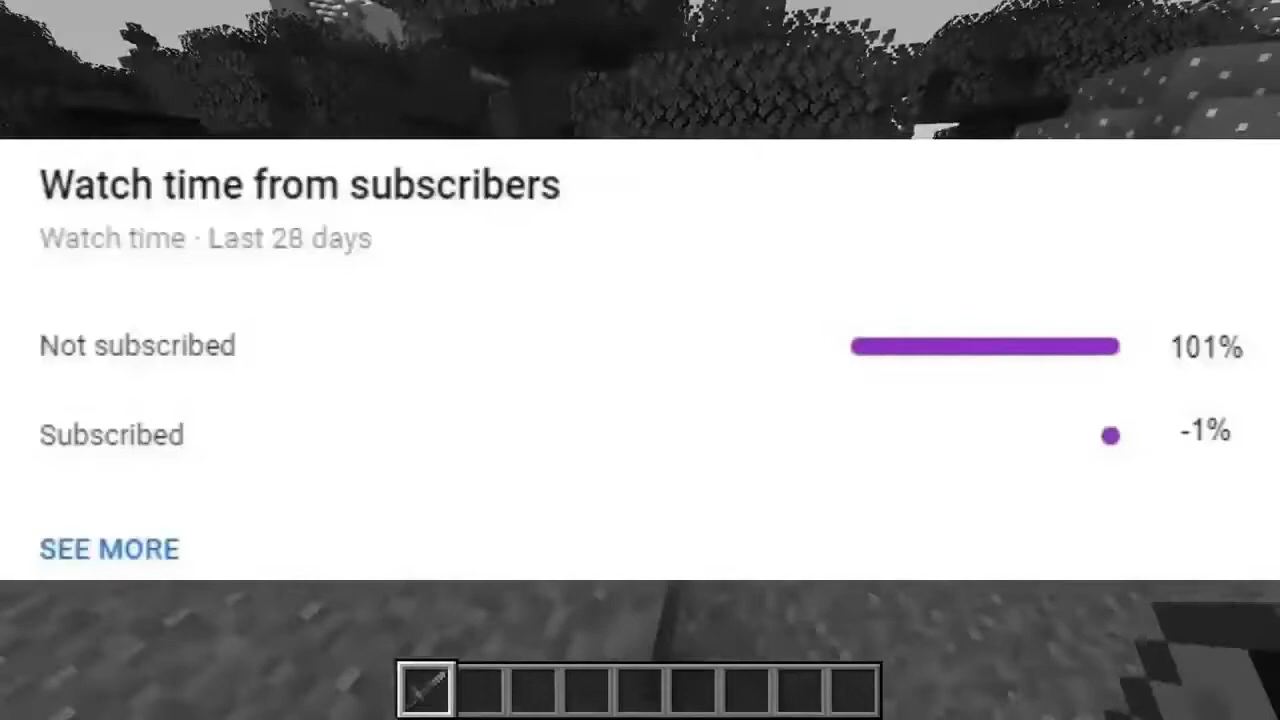 Watch time from subscribers
Watch time · Last 28 days
Not subscribed 101%
Subscribed -1%
SEE MORE